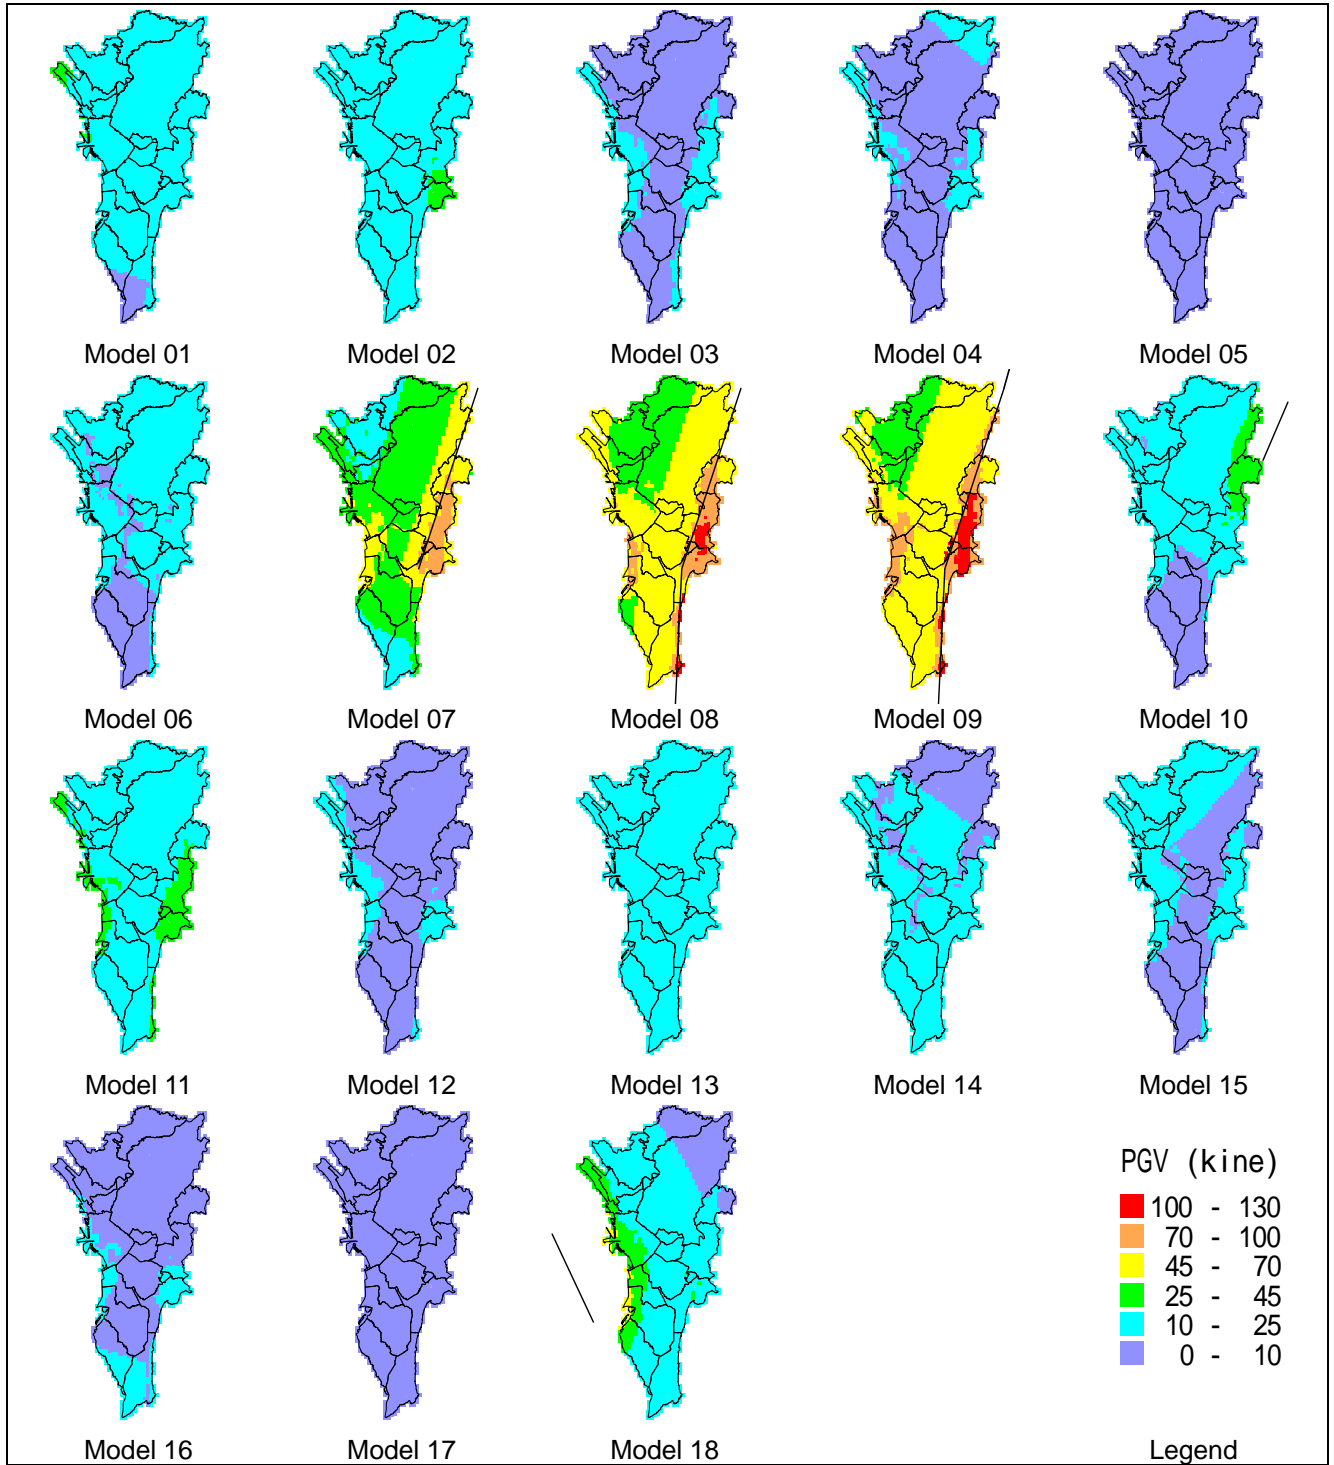 Model 01 Model 02 Model 03 Model 04 Model 05
Model 06 Model 07 Model 08 Model 09 Model 10
Model 11 Model 12 Model 13 Model 14 Model 15
PGV (kine)
100 - 130
70 - 100
45 - 70
25 - 45
10 - 25
0 - 10
Model 16 Model 17 Model 18 Legend